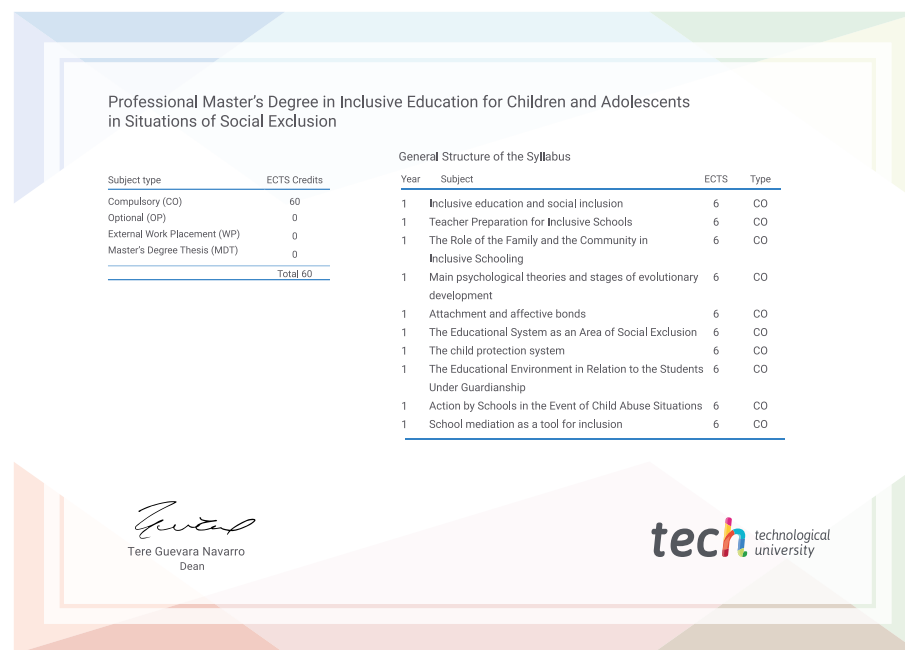 Professional Master's Degree in Inclusive Education for Children and Adolescents
in Situations of Social Exclusion
Subject type ECTS Credits
Compulsory (CO) 60
Optional (OP) 0
External Work Placement (WP) 0
Master's Degree Thesis (MDT) 0
Total 60
General Structure of the Syllabus
Year Subject ECTS Type
1 Inclusive education and social inclusion 6 CO
1 Teacher Preparation for Inclusive Schools 6 CO
1 The Role of the Family and the Community in 6 CO
Inclusive Schooling
1 Main psychological theories and stages of evolutionary 6 CO
development
1 Attachment and affective bonds 6 CO
1 The Educational System as an Area of Social Exclusion 6 CO
1 The child protection system 6 CO
1 The Educational Environment in Relation to the Students 6 CO
Under Guardianship
1 Action by Schools in the Event of Child Abuse Situations 6 CO
1 School mediation as a tool for inclusion 6 CO
Tere Guevara Navarro
Dean
tech technological
university